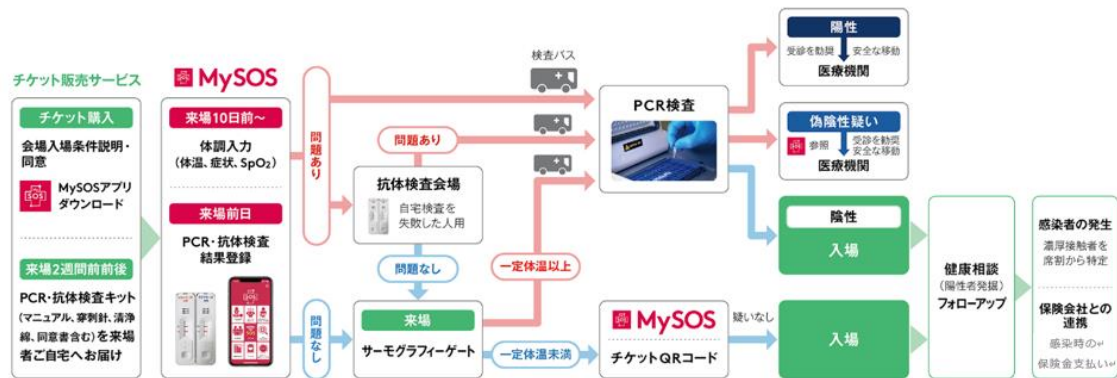 チケット販売サービス
チケット購入
会場入場条件説明・
同意
SOS
MySOSアプリ
ダウンロード
来場2週間前前後
PCR・抗体検査キット
(マニュアル、穿刺針、清浄
綿、同意書含む)を来場
者ご自宅へお届け
MySOS
来場10日前〜
体調入力
(体温、症状、SpO₂)
来場前日
PCR・抗体検査
結果登録
問題あり
問題なし
問題あり
抗体検査会場
自宅検査を
失敗した人用
問題なし
来場
サーモグラフィーゲート
一定体温以上
一定体温未満
検査バス
PCR検査
MySOS
チケットQRコード
疑いなし
陽性
受診を勧奨
安全な移動
医療機関
偽陰性疑い
参照
受診を勧奨
安全な移動
医療機関
陰性
入場
入場
健康相談
(陽性者発掘)
フォローアップ
感染者の発生
濃厚接触者を
席割から特定
保険会社との
連携
感染時の↵
保険金支払い↵